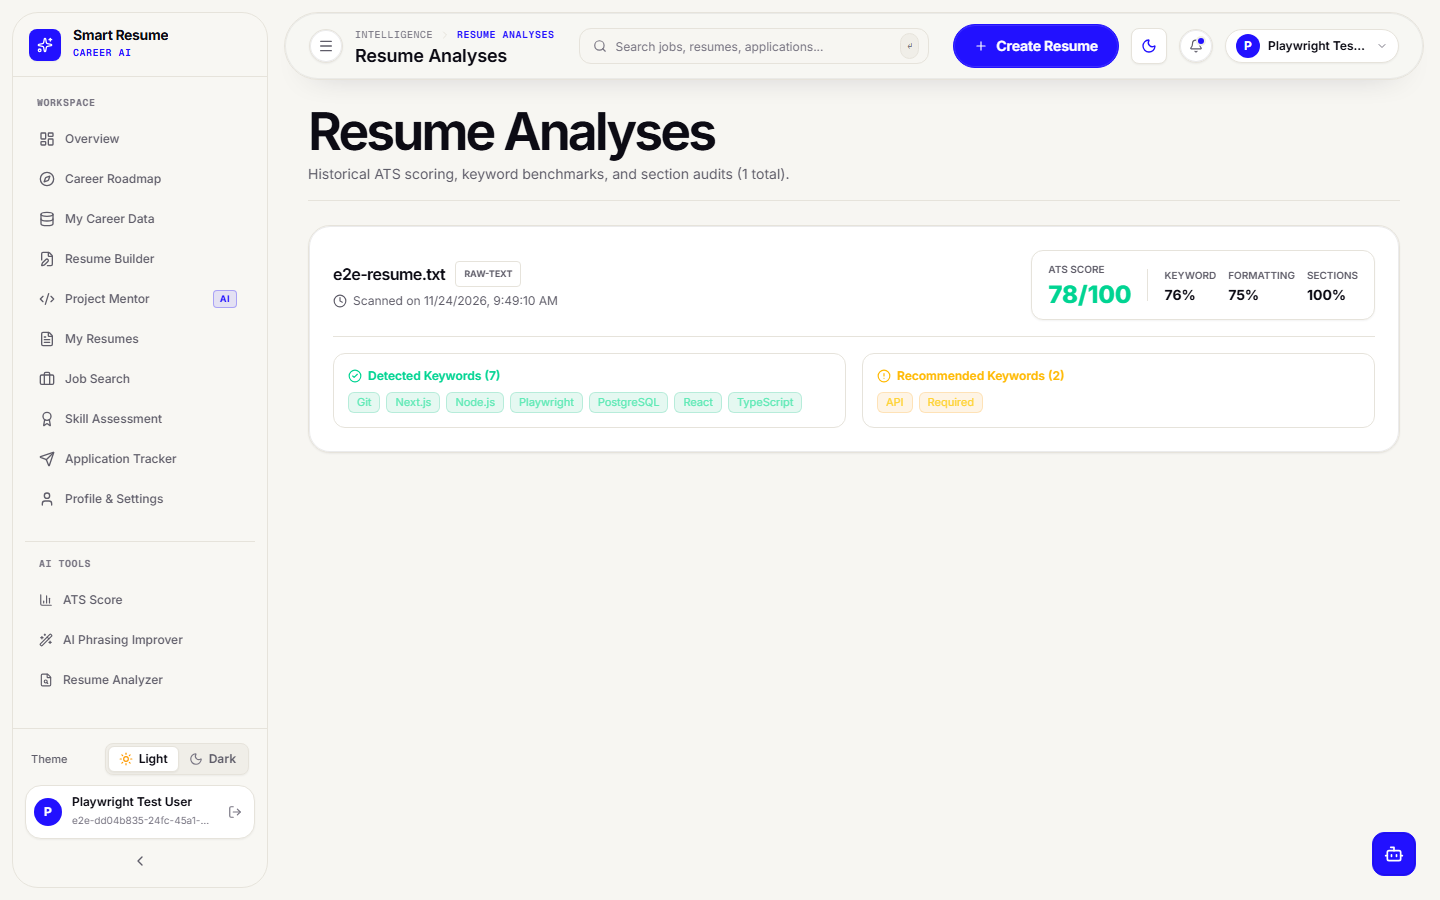 Smart Resume
CAREER AI
WORKSPACE
Overview
Career Roadmap
My Career Data
Resume Builder
Project Mentor AI
My Resumes
Job Search
Skill Assessment
Application Tracker
Profile & Settings
AI TOOLS
ATS Score
AI Phrasing Improver
Resume Analyzer
Theme Light Dark
P Playwright Test User
e2e-dd04b835-24fc-45a1-...
INTELLIGENCE RESUME ANALYSES
Resume Analyses
Search jobs, resumes, applications...
Create Resume
P Playwright Tes...
Resume Analyses
Historical ATS scoring, keyword benchmarks, and section audits (1 total).
e2e-resume.txt RAW-TEXT
Scanned on 11/24/2026, 9:49:10 AM
ATS SCORE
78/100
KEYWORD FORMATTING SECTIONS
76% 75% 100%
Detected Keywords (7)
Git Next.js Node.js Playwright PostgreSQL React TypeScript
Recommended Keywords (2)
API Required